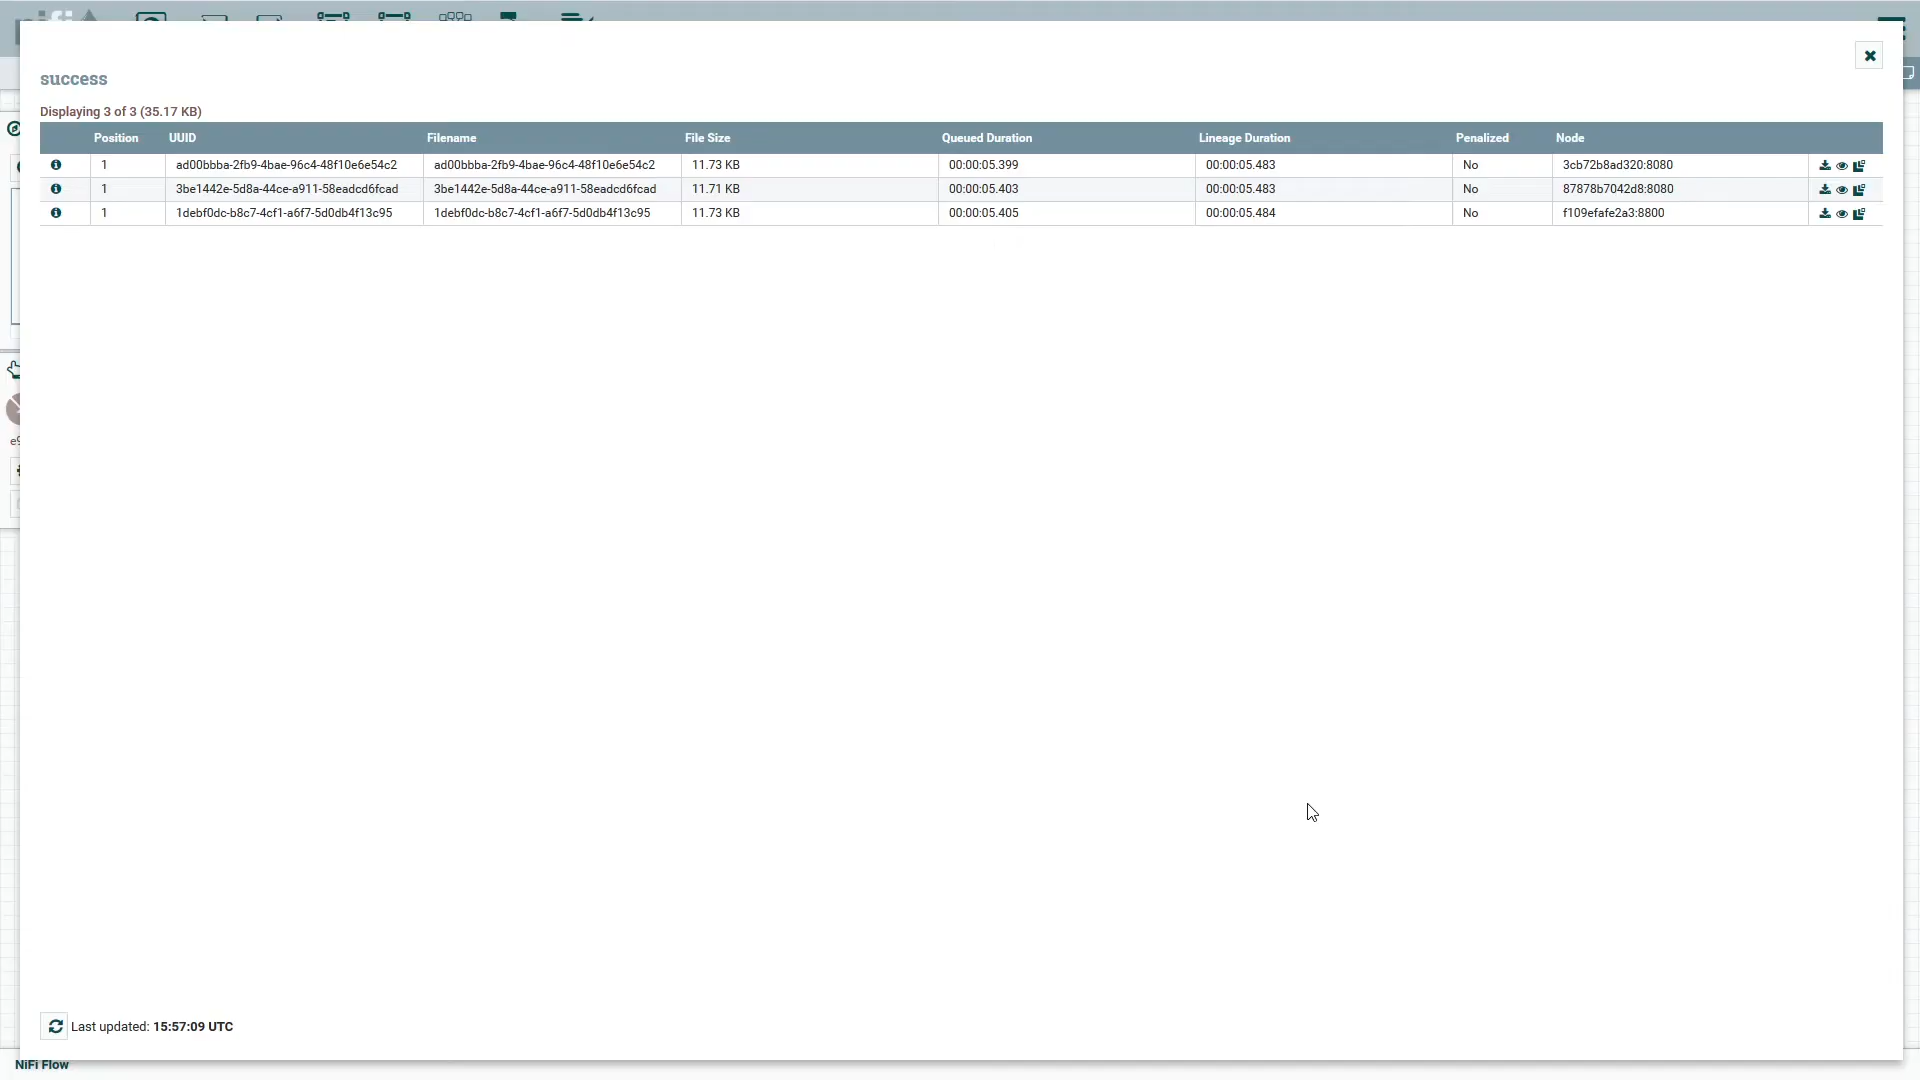 success
Displaying 3 of 3 (35.17 KB)
Position UUID Filename File Size Queued Duration Lineage Duration Penalized Node
1 ad00bbba-2fb9-4bae-96c4-48f10e6e54c2 ad00bbba-2fb9-4bae-96c4-48f10e6e54c2 11.73 KB 00:00:05.399 00:00:05.483 No 3cb72b8ad320:8080
1 3be1442e-5d8a-44ce-a911-58eadcd6fcad 3be1442e-5d8a-44ce-a911-58eadcd6fcad 11.71 KB 00:00:05.403 00:00:05.483 No 87878b7042d8:8080
1 1debf0dc-b8c7-4cf1-a6f7-5d0db4f13c95 1debf0dc-b8c7-4cf1-a6f7-5d0db4f13c95 11.73 KB 00:00:05.405 00:00:05.484 No f109efafe2a3:8800
Last updated: 15:57:09 UTC
NiFi Flow